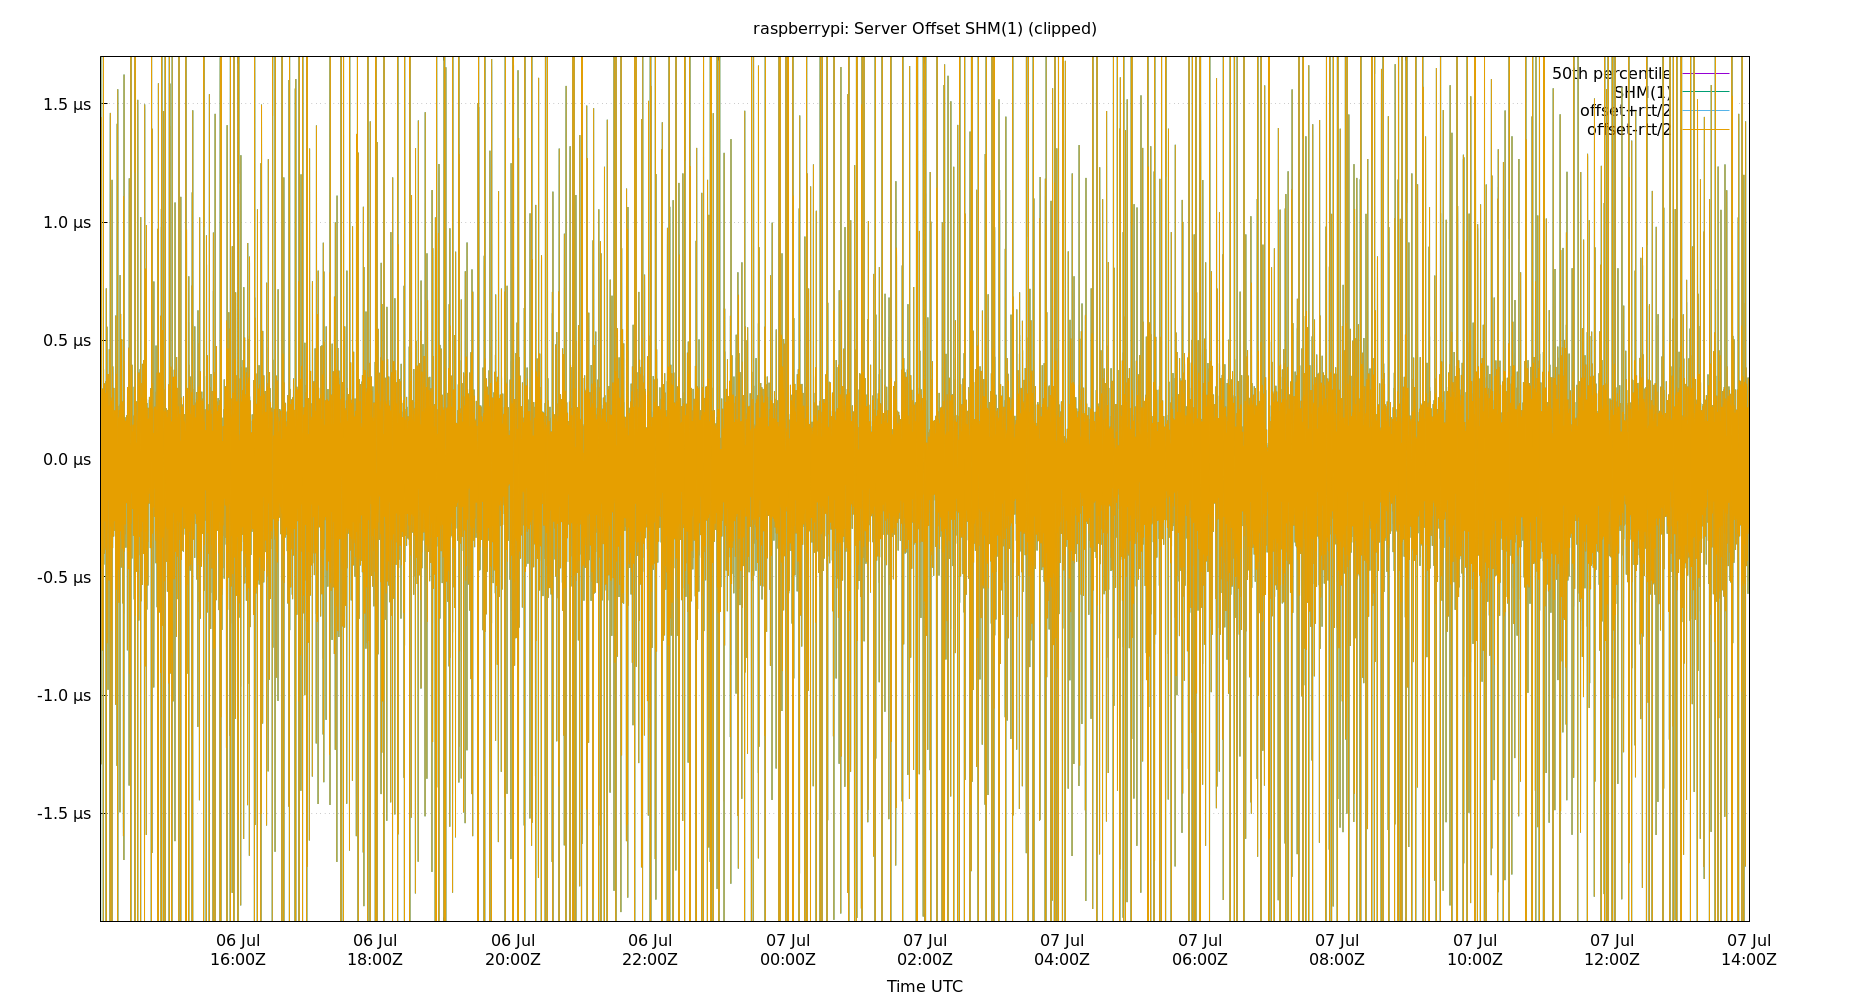 raspberrypi: Server Offset SHM(1) (clipped)
50th percentile
SHM(1)
offset+rtt/2
offset-rtt/2
1.5 µs
1.0 µs
0.5 µs
0.0 µs
-0.5 µs
-1.0 µs
-1.5 µs
06 Jul 06 Jul 06 Jul 06 Jul 07 Jul 07 Jul 07 Jul 07 Jul 07 Jul 07 Jul 07 Jul 07 Jul
16:00Z 18:00Z 20:00Z 22:00Z 00:00Z 02:00Z 04:00Z 06:00Z 08:00Z 10:00Z 12:00Z 14:00Z
Time UTC